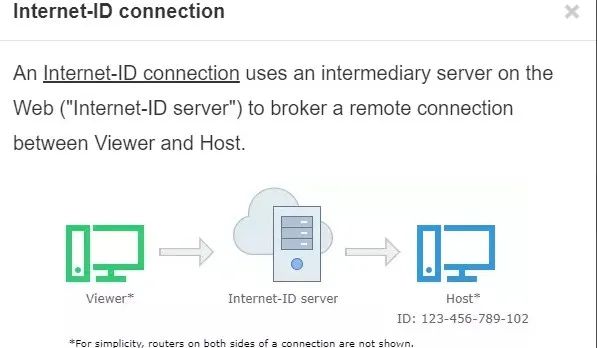 Internet-ID connection
An Internet-ID connection uses an intermediary server on the
Web ("Internet-ID server") to broker a remote connection
between Viewer and Host.
Viewer*
Internet-ID server
Host*
ID: 123-456-789-102
*For simplicity, routers on both sides of a connection are not shown.